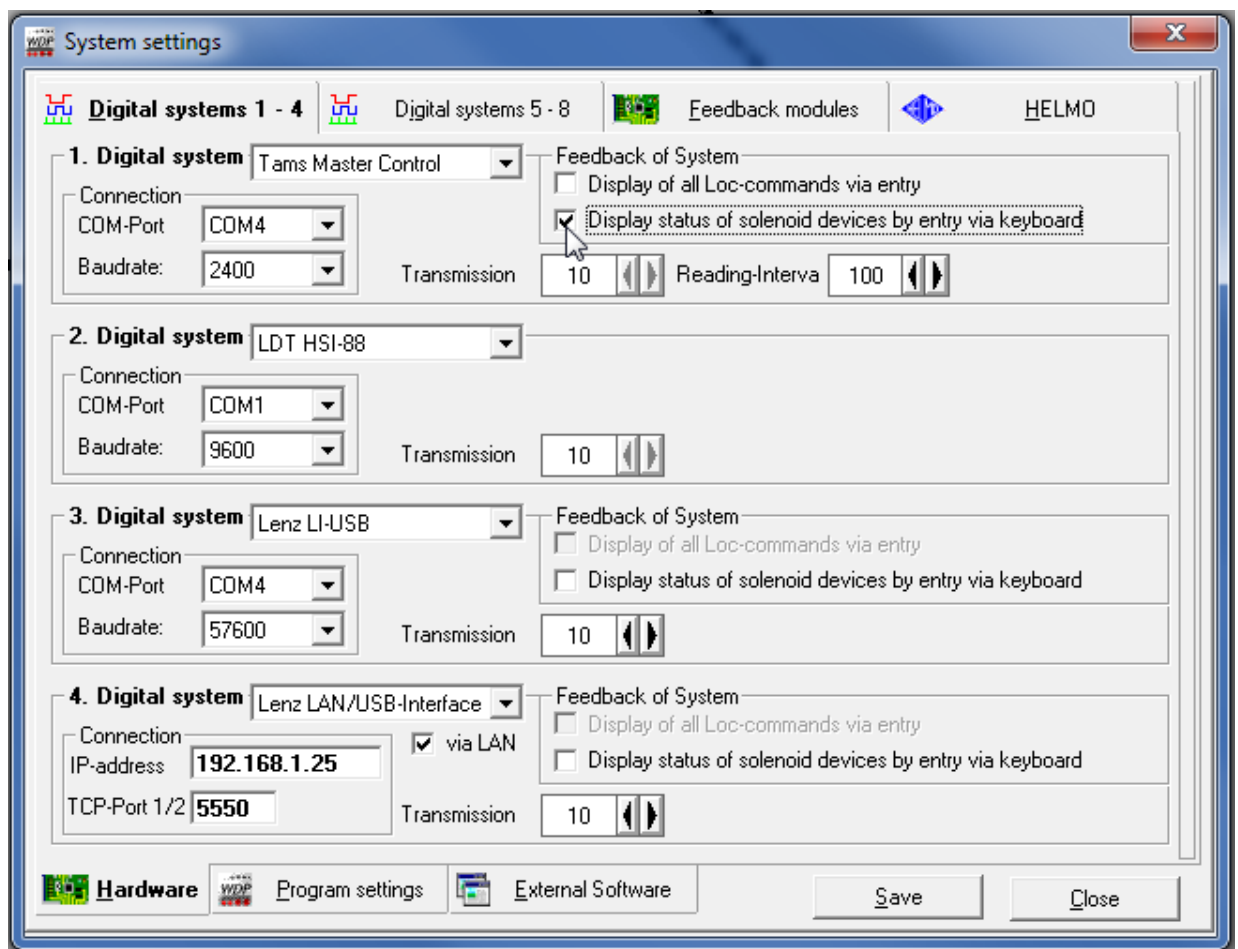 WDP System settings
Digital systems 1 - 4 Digital systems 5 - 8 Feedback modules HELMO
1. Digital system Tams Master Control Feedback of System
Display of all Loc-commands via entry
Connection
COM-Port COM4 Display status of solenoid devices by entry via keyboard
Baudrate: 2400 Transmission 10 Reading-Interva 100
2. Digital system LDT HSI-88
Connection
COM-Port COM1
Baudrate: 9600 Transmission 10
3. Digital system Lenz LI-USB Feedback of System
Display of all Loc-commands via entry
Connection
COM-Port COM4 Display status of solenoid devices by entry via keyboard
Baudrate: 57600 Transmission 10
4. Digital system Lenz LAN/USB-Interface Feedback of System
Display of all Loc-commands via entry
Connection via LAN
IP-address 192.168.1.25 Display status of solenoid devices by entry via keyboard
TCP-Port 1/2 5550 Transmission 10
Hardware WDP Program settings External Software Save Close